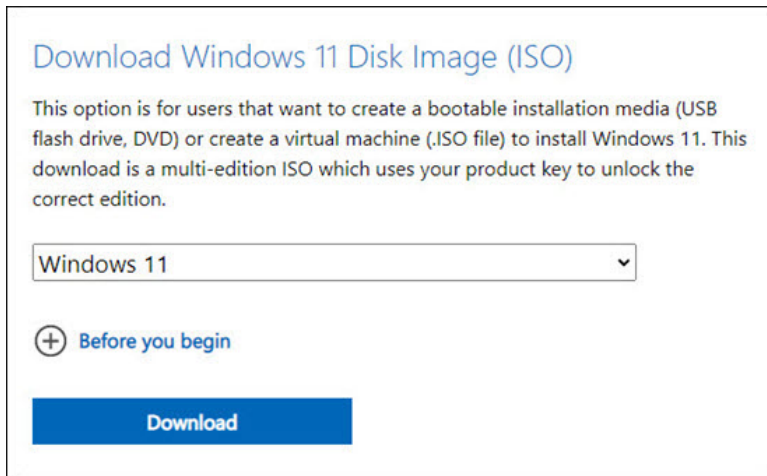 Download Windows 11 Disk Image (ISO)
This option is for users that want to create a bootable installation media (USB
flash drive, DVD) or create a virtual machine (.ISO file) to install Windows 11. This
download is a multi-edition ISO which uses your product key to unlock the
correct edition.
Windows 11
Before you begin
Download